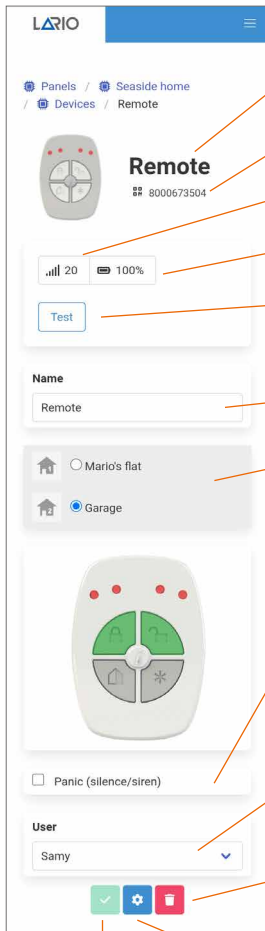 LARIO
Panels / Seaside home
/ Devices / Remote
Remote
8000673504
20 100%
Test
Name
Remote
Mario's flat
Garage
Panic (silence/siren)
User
Samy